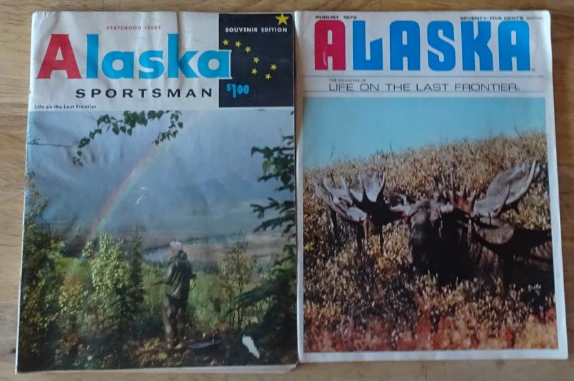 STATEHOOD ISSUE
SOUVENIR EDITION
Alaska
SPORTSMAN
$1.00
Life on the Last Frontier
AUGUST 1972
SEVENTY-FIVE CENTS
ALASKA
THE MAGAZINE OF
LIFE ON THE LAST FRONTIER